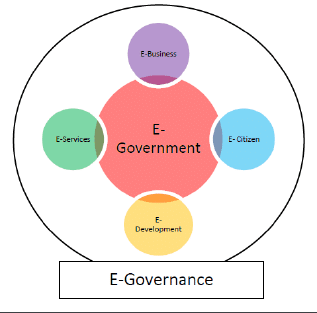 E-Business
E-Services
E-
Government
E- Citizen
E-
Development
E-Governance